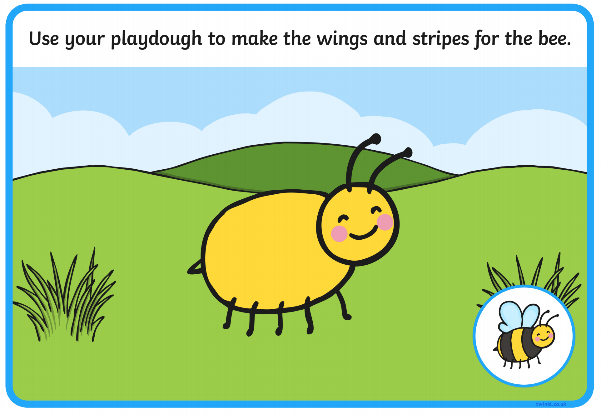 Use your playdough to make the wings and stripes for the bee.